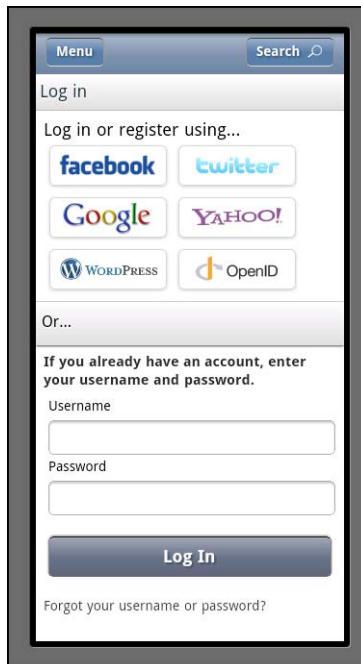 Menu
Search
Log in
Log in or register using...
facebook
twitter
Google
YAHOO!
WORDPRESS
OpenID
Or...
If you already have an account, enter
your username and password.
Username
Password
Log In
Forgot your username or password?